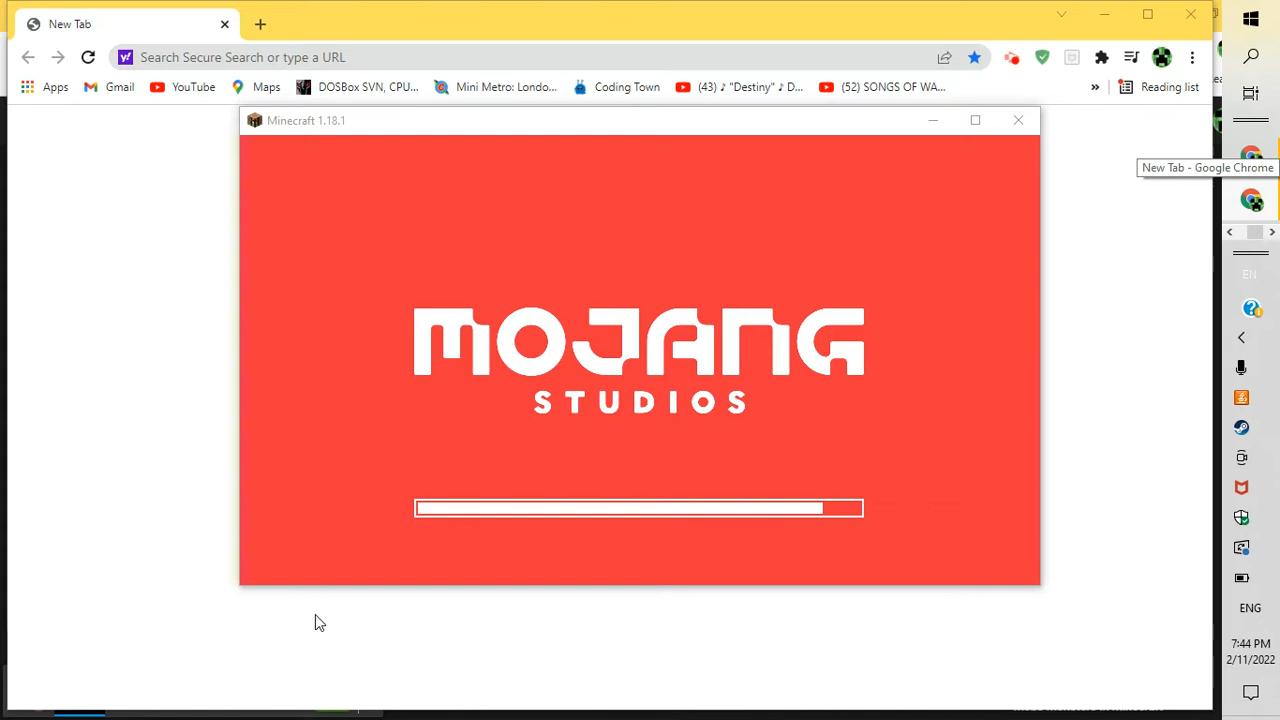 New Tab
Search Secure Search or type a URL
Apps
Gmail
YouTube
Maps
DOSBox SVN, CPU...
Mini Metro: Londo...
Coding Town
(43) ♪ "Destiny" ♪ D...
(52) SONGS OF WA...
»
Reading list
Minecraft 1.18.1
New Tab - Google Chrome
MOJANG
STUDIOS
EN
ENG
7:44 PM
2/11/2022